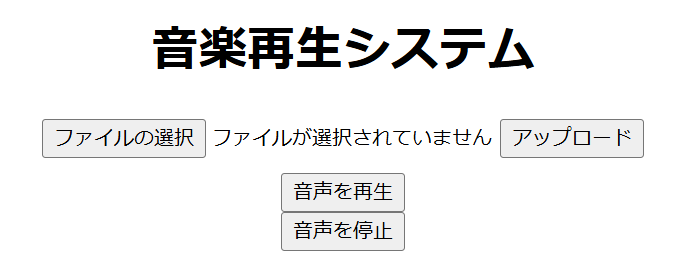 音楽再生システム
ファイルの選択 ファイルが選択されていません アップロード
音声を再生
音声を停止